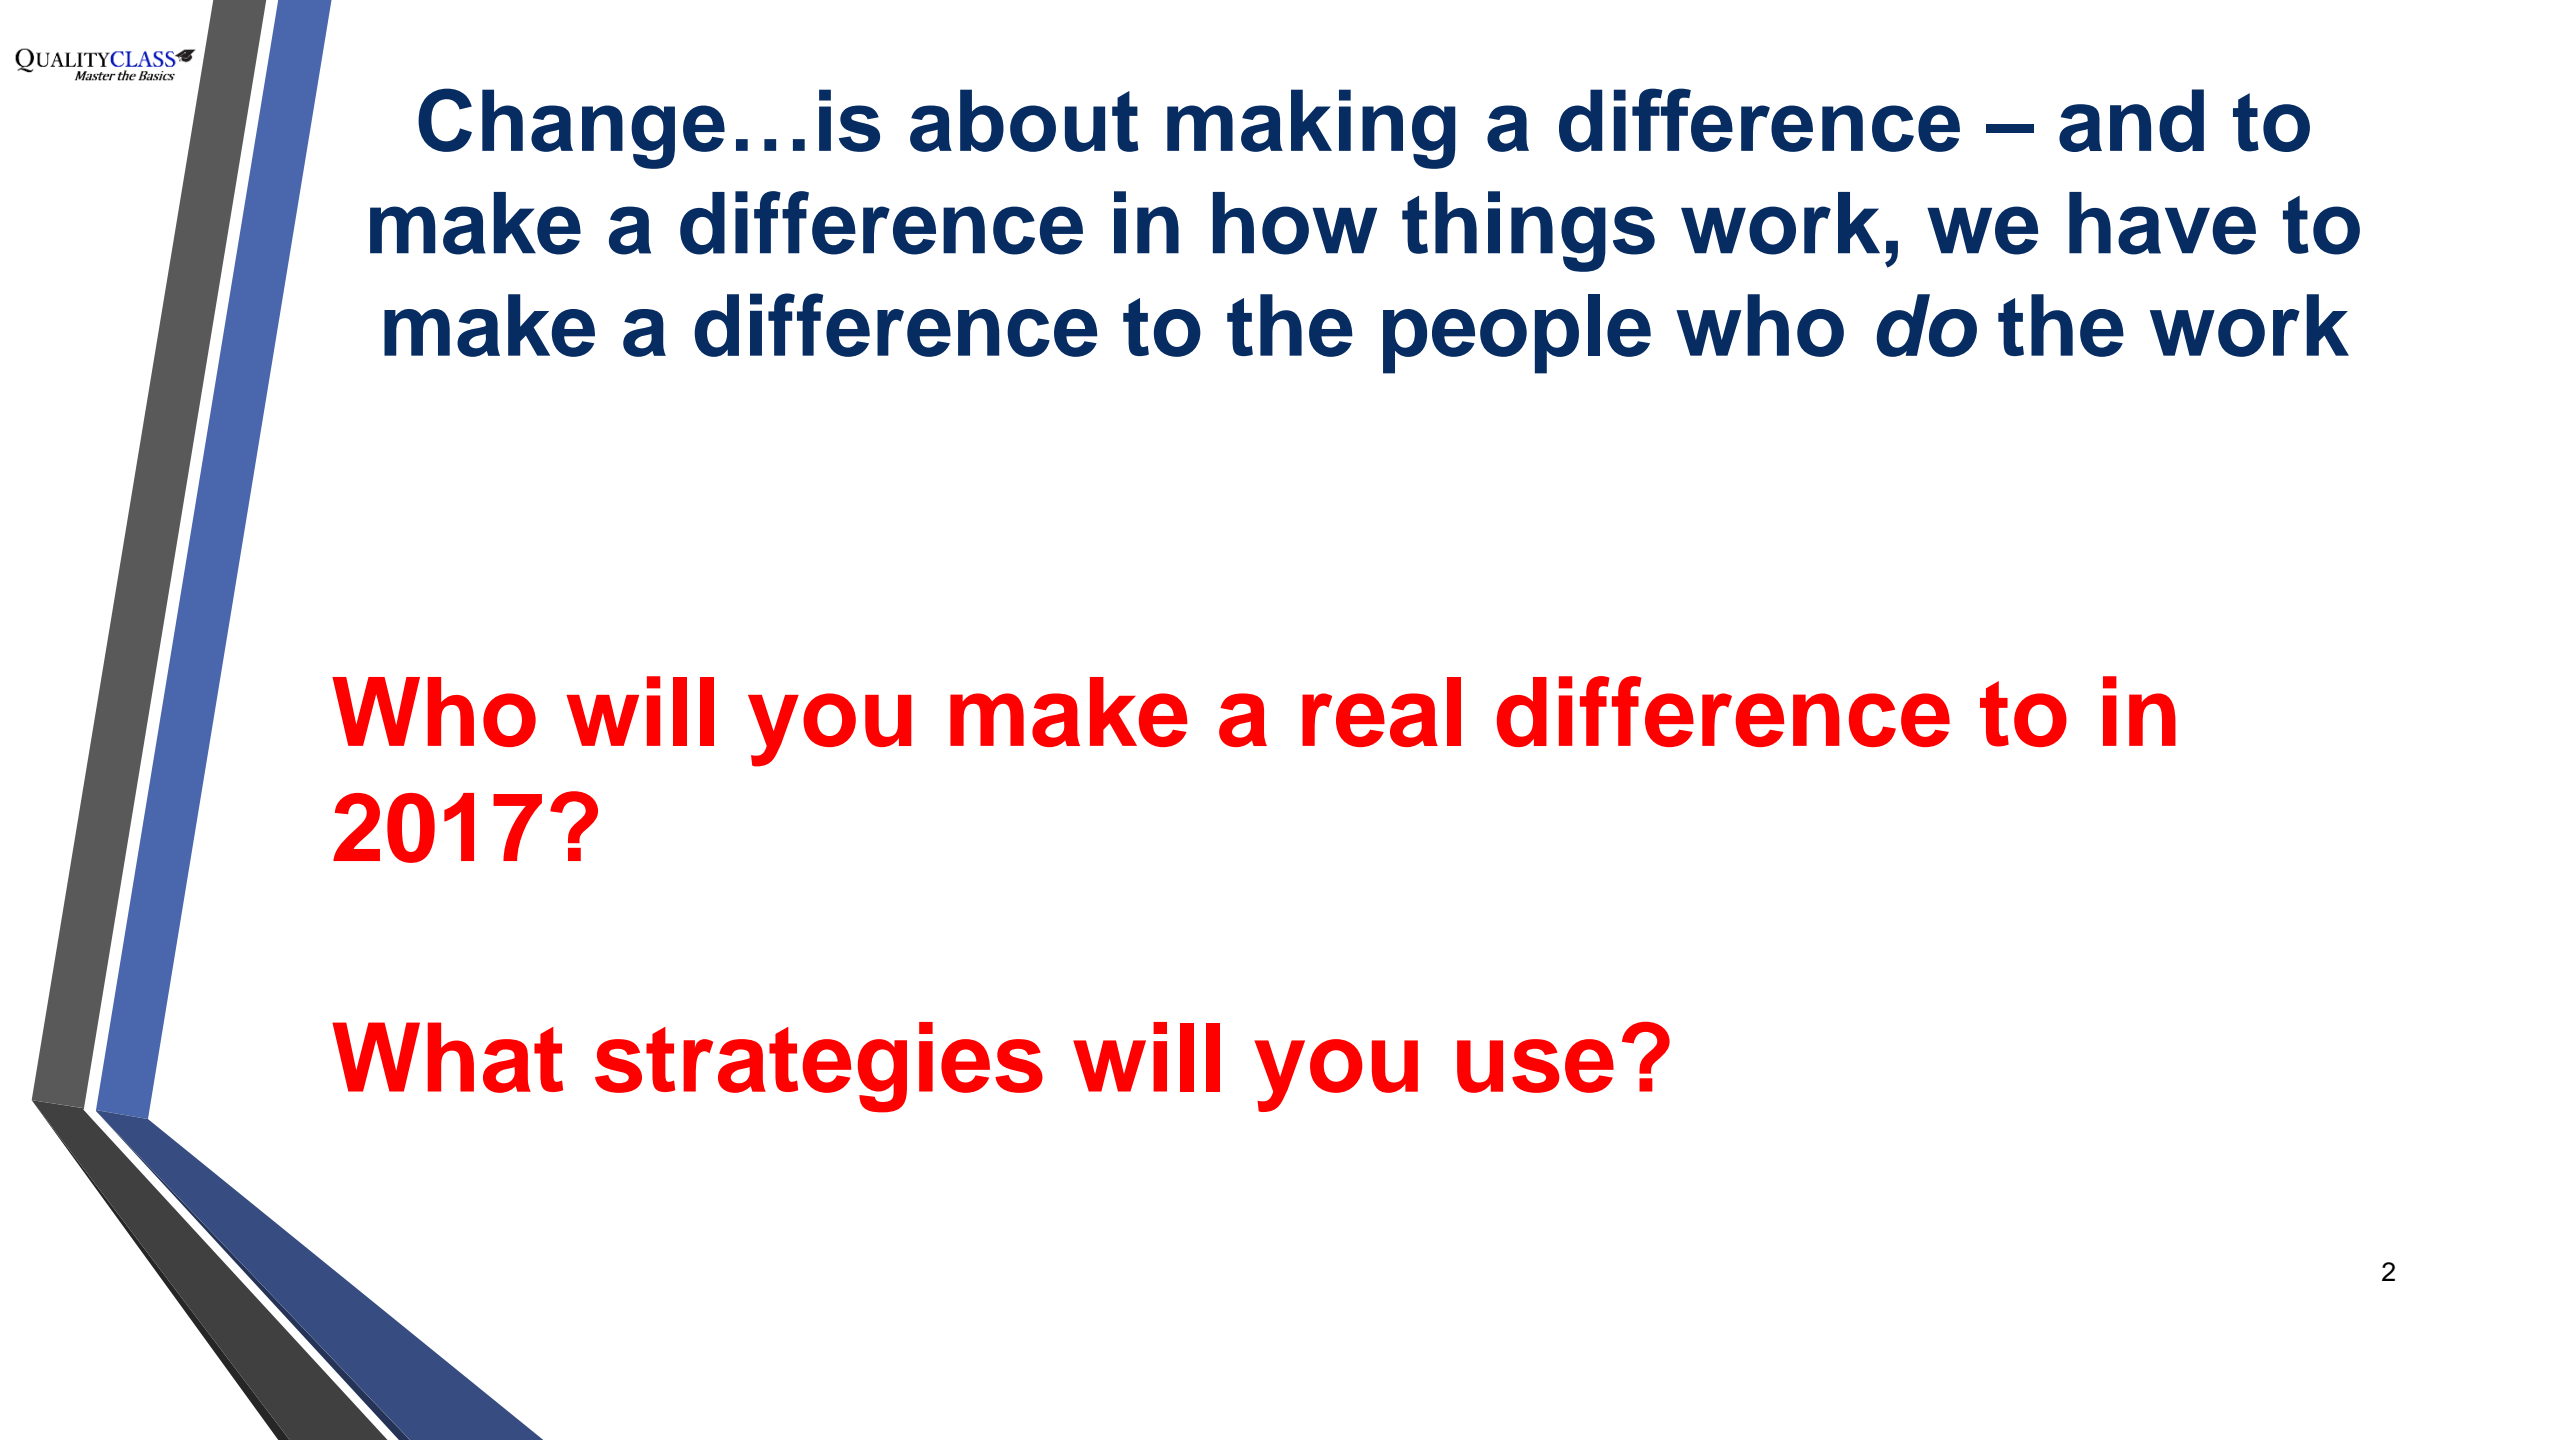 QUALITYCLASS
Master the Basics
Change…is about making a difference – and to
make a difference in how things work, we have to
make a difference to the people who do the work
Who will you make a real difference to in
2017?
What strategies will you use?
2